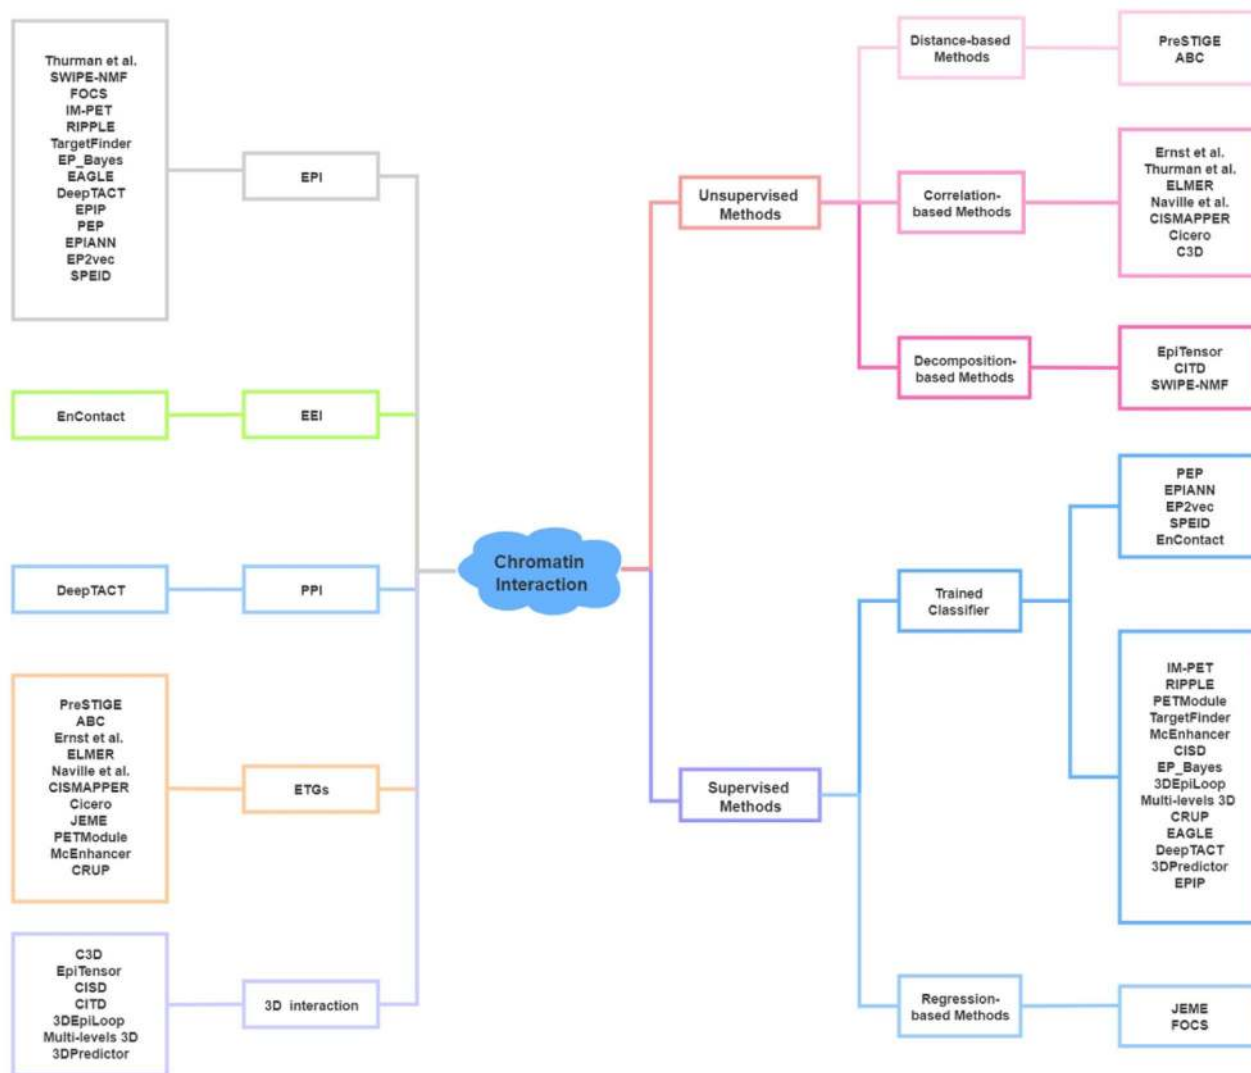 Thurman et al.
SWIPE-NMF
FOCS
IM-PET
RIPPLE
TargetFinder
EP_Bayes
EAGLE
DeepTACT
EPIP
PEP
EPIANN
EP2vec
SPEID
EPI
EnContact
EEI
DeepTACT
PPI
PreSTIGE
ABC
Ernst et al.
ELMER
Naville et al.
CISMAPPER
Cicero
JEME
PETModule
McEnhancer
CRUP
ETGs
C3D
EpiTensor
CISD
CITD
3DEpiLoop
Multi-levels 3D
3DPredictor
3D interaction
Chromatin
Interaction
Unsupervised
Methods
Distance-based
Methods
PreSTIGE
ABC
Correlation-
based Methods
Ernst et al.
Thurman et al.
ELMER
Naville et al.
CISMAPPER
Cicero
C3D
Decomposition-
based Methods
EpiTensor
CITD
SWIPE-NMF
Supervised
Methods
Trained
Classifier
PEP
EPIANN
EP2vec
SPEID
EnContact
IM-PET
RIPPLE
PETModule
TargetFinder
McEnhancer
CISD
EP_Bayes
3DEpiLoop
Multi-levels 3D
CRUP
EAGLE
DeepTACT
3DPredictor
EPIP
Regression-
based Methods
JEME
FOCS